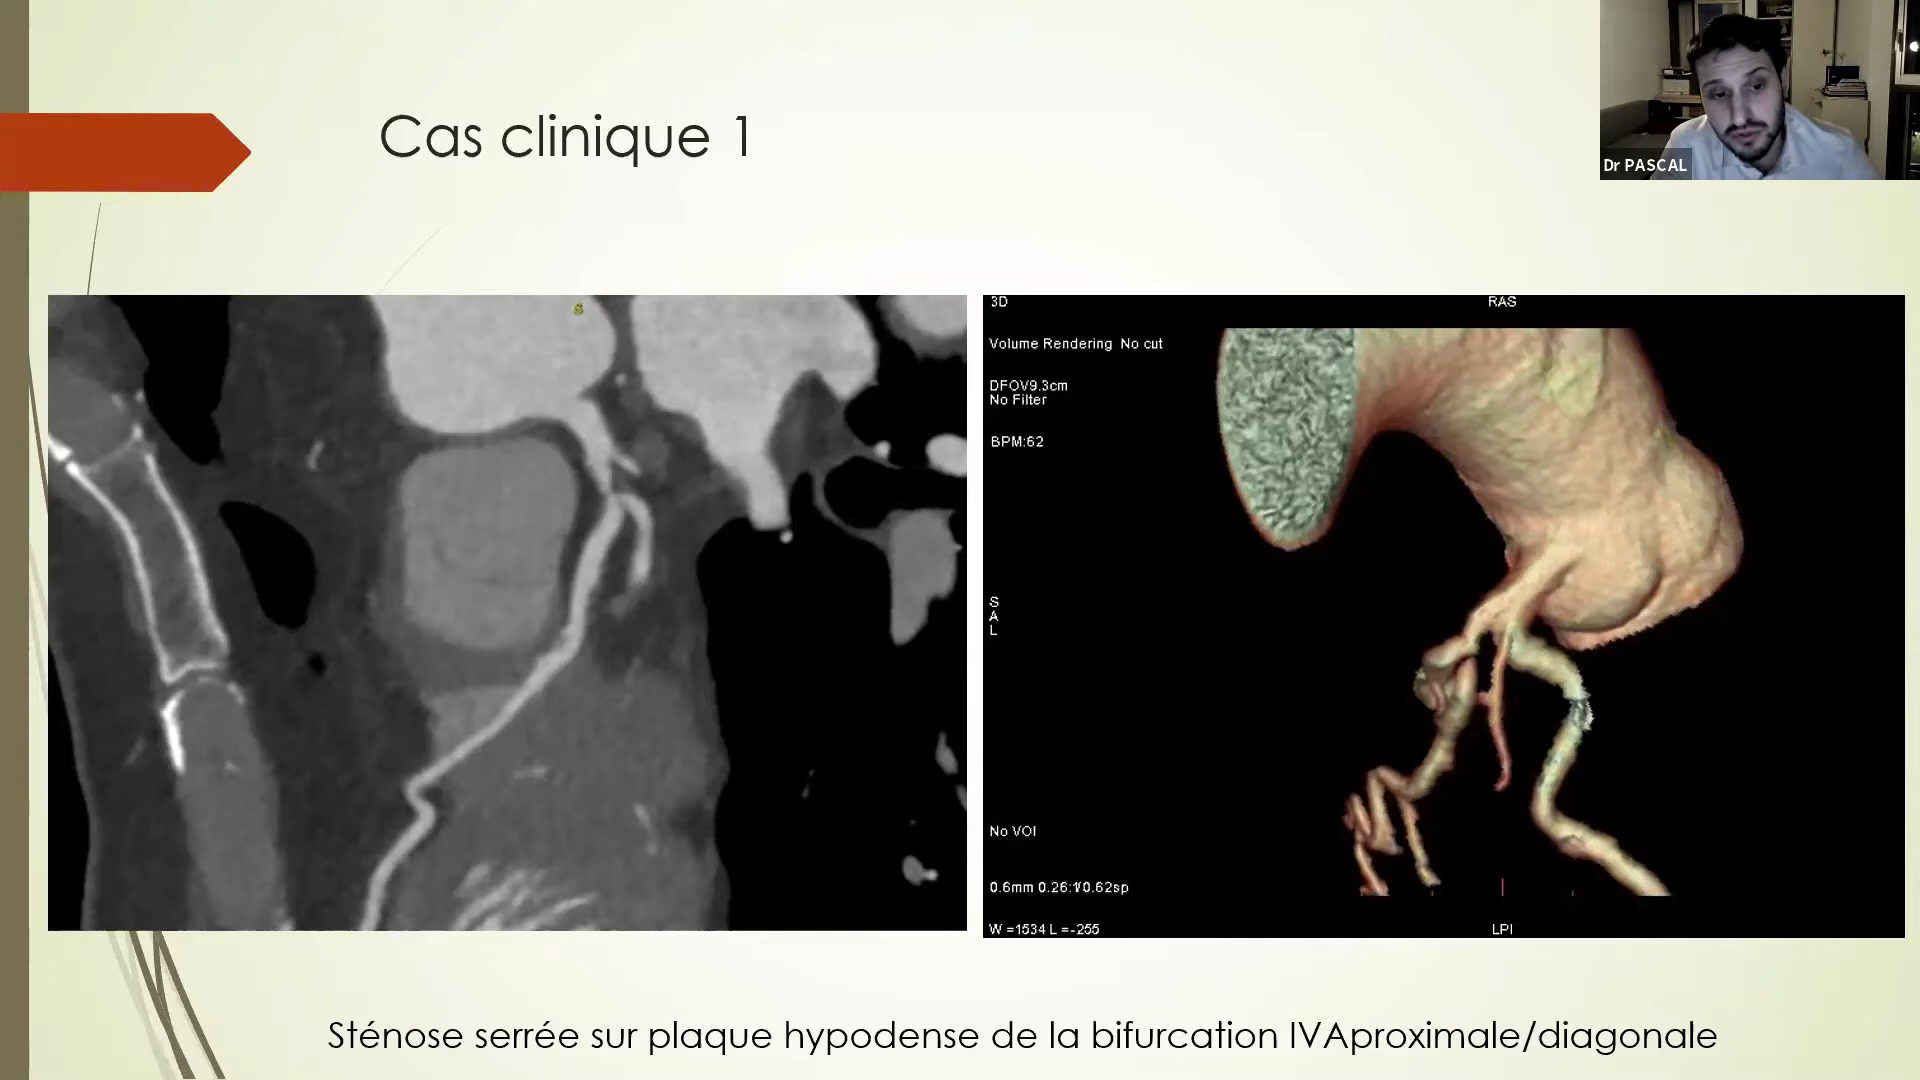 Cas clinique 1
Dr PASCAL
S
3D
RAS
Volume Rendering No cut
DFOV9.3cm
No Filter
BPM:62
S
A
L
No VOI
0.6mm 0.26:1/0.62sp
W =1534 L =-255
LPI
Sténose serrée sur plaque hypodense de la bifurcation IVAproximale/diagonale